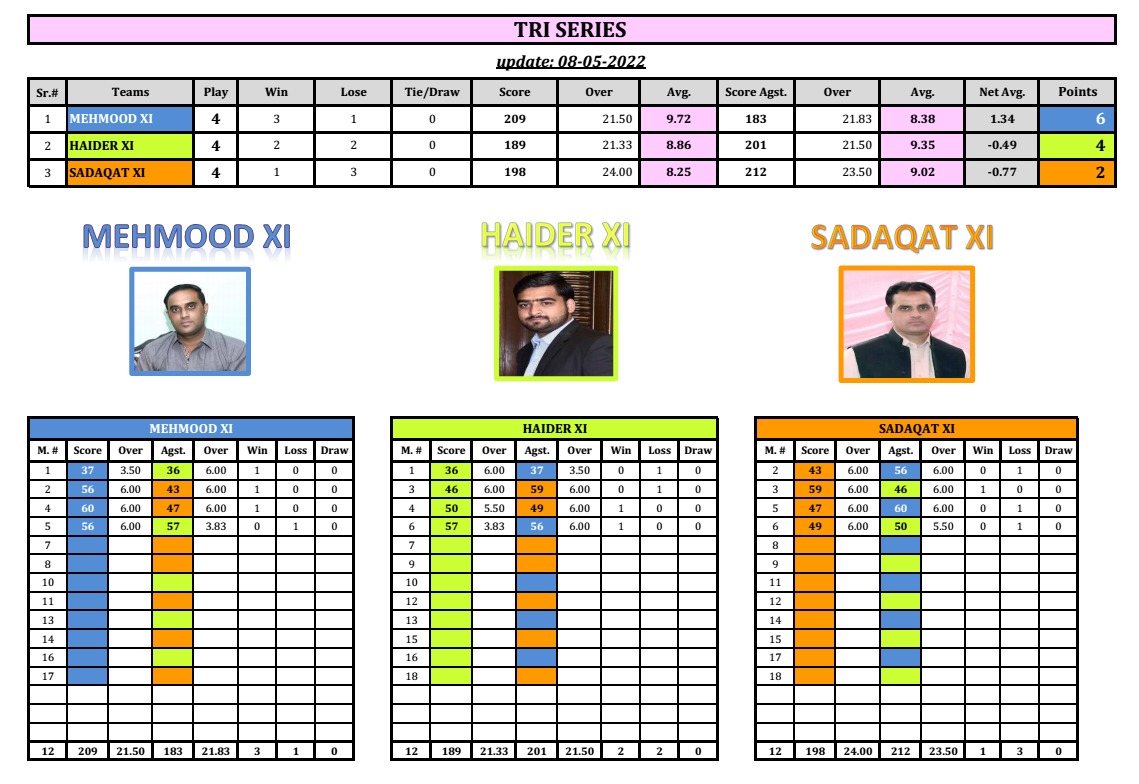 TRI SERIES
update: 08-05-2022
Sr.# Teams Play Win Lose Tie/Draw Score Over Avg. Score Agst. Over Avg. Net Avg. Points
1 MEHMOOD XI 4 3 1 0 209 21.50 9.72 183 21.83 8.38 1.34 6
2 HAIDER XI 4 2 2 0 189 21.33 8.86 201 21.50 9.35 -0.49 4
3 SADAQAT XI 4 1 3 0 198 24.00 8.25 212 23.50 9.02 -0.77 2
MEHMOOD XI HAIDER XI SADAQAT XI
MEHMOOD XI HAIDER XI SADAQAT XI
M. # Score Over Agst. Over Win Loss Draw M. # Score Over Agst. Over Win Loss Draw M. # Score Over Agst. Over Win Loss Draw
1 37 3.50 36 6.00 1 0 0 1 36 6.00 37 3.50 0 1 0 2 43 6.00 56 6.00 0 1 0
2 56 6.00 43 6.00 1 0 0 3 46 6.00 59 6.00 0 1 0 3 59 6.00 46 6.00 1 0 0
4 60 6.00 47 6.00 1 0 0 4 50 5.50 49 6.00 1 0 0 5 47 6.00 60 6.00 0 1 0
5 56 6.00 57 3.83 0 1 0 6 57 3.83 56 6.00 1 0 0 6 49 6.00 50 5.50 0 1 0
7 7 8
8 9 9
10 10 11
11 12 12
13 13 14
14 15 15
16 16 17
17 18 18
12 209 21.50 183 21.83 3 1 0 12 189 21.33 201 21.50 2 2 0 12 198 24.00 212 23.50 1 3 0